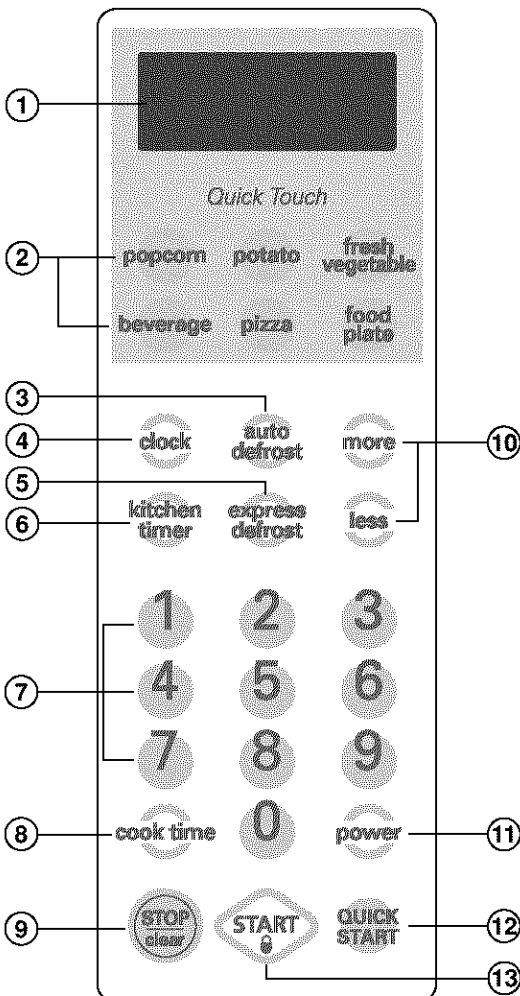 1
Quick Touch
2
popcorn potato fresh vegetable
beverage pizza food plate
3
4 clock auto defrost more 10
5
6 kitchen timer express defrost less
1 2 3
7 4 5 6
7 8 9
8 cook time 0 power 11
9 STOP clear START QUICK START 12
13